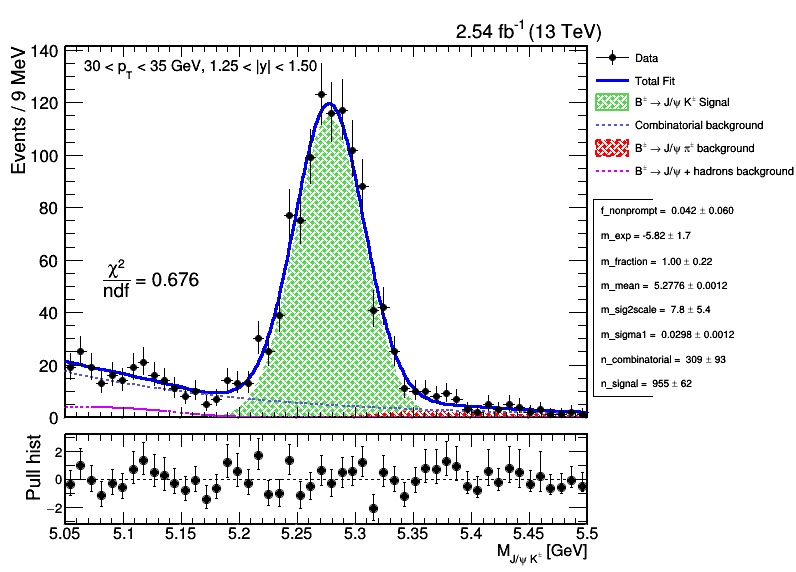 2.54 fb⁻¹ (13 TeV)
Events / 9 MeV
140
120
100
80
60
40
20
0
30 < p_T < 35 GeV, 1.25 < |y| < 1.50
χ²/ndf = 0.676
Data
Total Fit
B± → J/ψ K± Signal
Combinatorial background
B± → J/ψ π± background
B± → J/ψ + hadrons background
f_nonprompt = 0.042 ± 0.060
m_exp = -5.82 ± 1.7
m_fraction = 1.00 ± 0.22
m_mean = 5.2776 ± 0.0012
m_sig2scale = 7.8 ± 5.4
m_sigma1 = 0.0298 ± 0.0012
n_combinatorial = 309 ± 93
n_signal = 955 ± 62
Pull hist
2
0
−2
5.05 5.1 5.15 5.2 5.25 5.3 5.35 5.4 5.45 5.5
M_J/ψ K± [GeV]